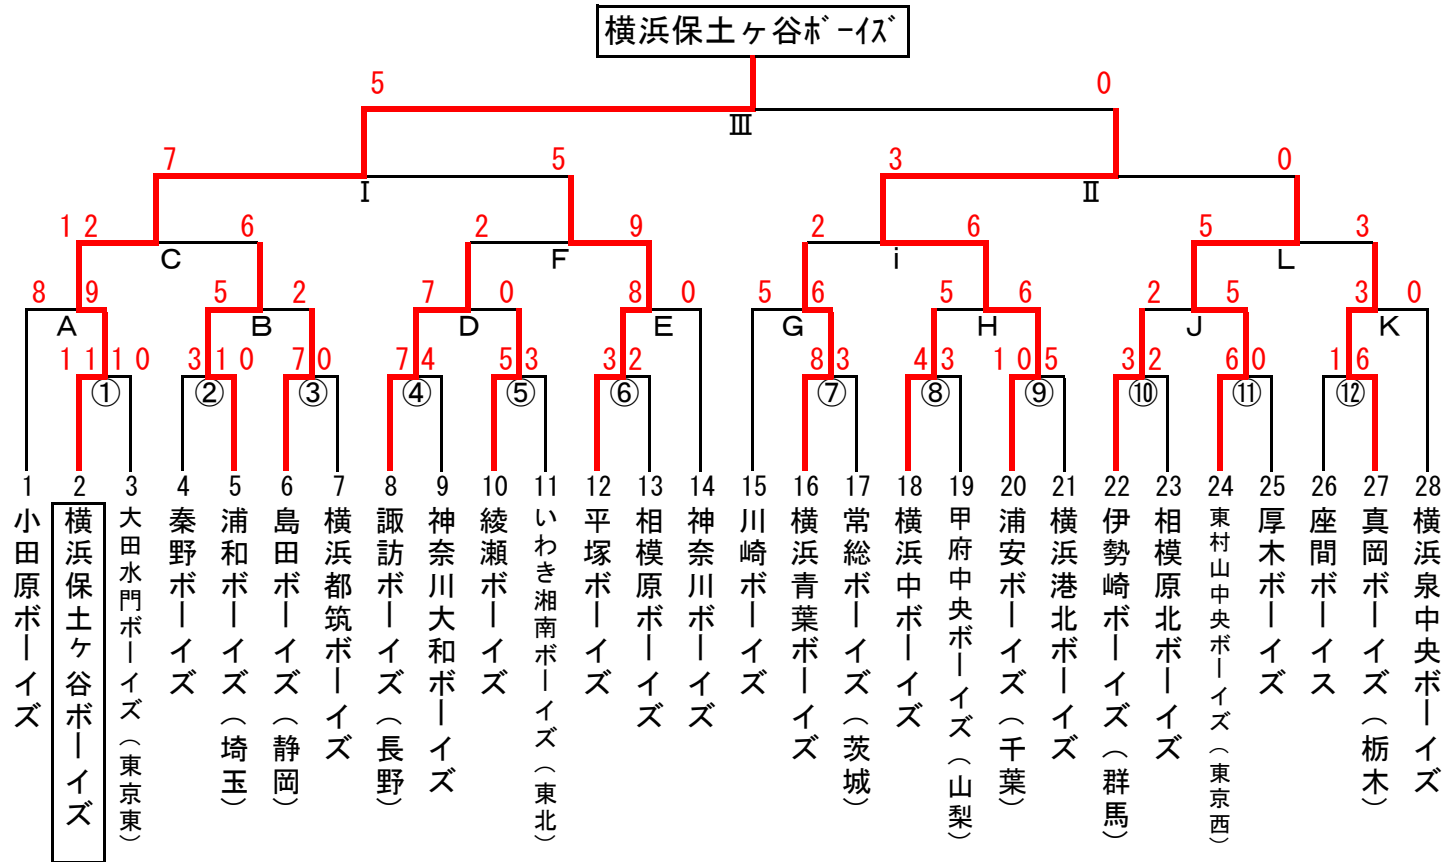 横浜保土ヶ谷ﾎﾞｰｲｽﾞ
5 0
Ⅲ
7 5 3 0
Ⅰ Ⅱ
12 6 2 9 2 6 5 3
C F i L
8 9 5 2 7 0 8 0 5 6 5 6 2 5 3 0
A B D E G H J K
11 10 3 10 7 0 7 4 5 3 3 2 8 3 4 3 10 5 3 2 6 0 1 6
① ② ③ ④ ⑤ ⑥ ⑦ ⑧ ⑨ ⑩ ⑪ ⑫
1 2 3 4 5 6 7 8 9 10 11 12 13 14 15 16 17 18 19 20 21 22 23 24 25 26 27 28
小田原ボーイズ
横浜保土ヶ谷ボーイズ
大田水門ボーイズ（東京東）
秦野ボーイズ
浦和ボーイズ（埼玉）
島田ボーイズ（静岡）
横浜都筑ボーイズ
諏訪ボーイズ（長野）
神奈川大和ボーイズ
綾瀬ボーイズ
いわき湘南ボーイズ（東北）
平塚ボーイズ
相模原ボーイズ
神奈川ボーイズ
川崎ボーイズ
横浜青葉ボーイズ
常総ボーイズ（茨城）
横浜中ボーイズ
甲府中央ボーイズ（山梨）
浦安ボーイズ（千葉）
横浜港北ボーイズ
伊勢崎ボーイズ（群馬）
相模原北ボーイズ
東村山中央ボーイズ（東京西）
厚木ボーイズ
座間ボーイス
真岡ボーイズ（栃木）
横浜泉中央ボーイズ